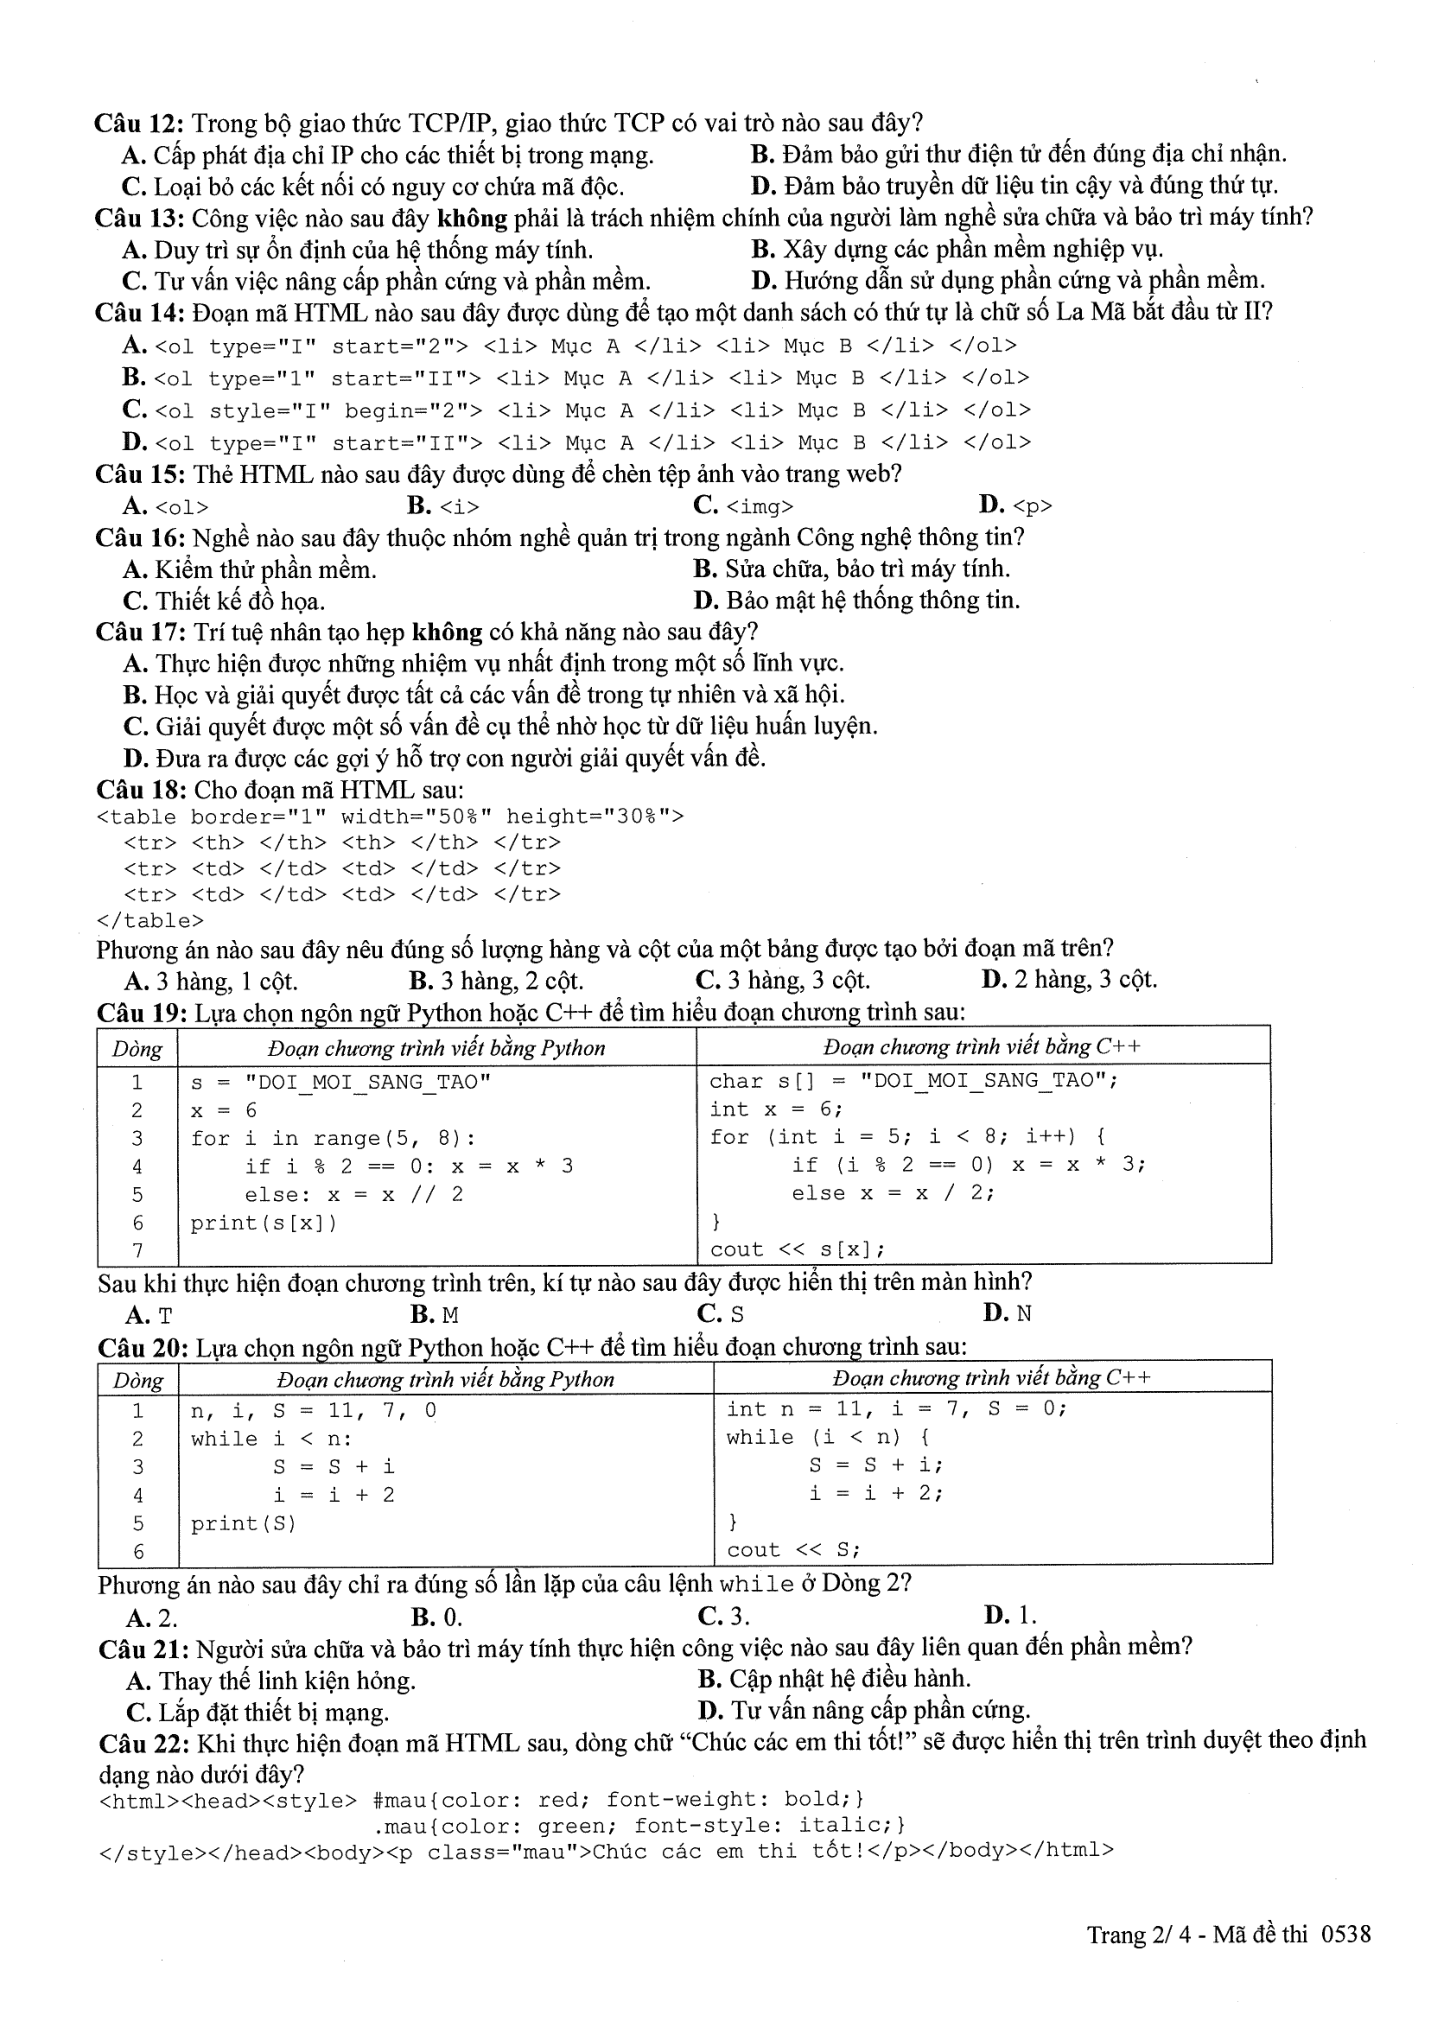 Câu 12: Trong bộ giao thức TCP/IP, giao thức TCP có vai trò nào sau đây?
A. Cấp phát địa chỉ IP cho các thiết bị trong mạng. B. Đảm bảo gửi thư điện tử đến đúng địa chỉ nhận.
C. Loại bỏ các kết nối có nguy cơ chứa mã độc. D. Đảm bảo truyền dữ liệu tin cậy và đúng thứ tự.
Câu 13: Công việc nào sau đây không phải là trách nhiệm chính của người làm nghề sửa chữa và bảo trì máy tính?
A. Duy trì sự ổn định của hệ thống máy tính. B. Xây dựng các phần mềm nghiệp vụ.
C. Tư vấn việc nâng cấp phần cứng và phần mềm. D. Hướng dẫn sử dụng phần cứng và phần mềm.
Câu 14: Đoạn mã HTML nào sau đây được dùng để tạo một danh sách có thứ tự là chữ số La Mã bắt đầu từ II?
A. <ol type="I" start="2"> <li> Mục A </li> <li> Mục B </li> </ol>
B. <ol type="1" start="II"> <li> Mục A </li> <li> Mục B </li> </ol>
C. <ol style="I" begin="2"> <li> Mục A </li> <li> Mục B </li> </ol>
D. <ol type="I" start="II"> <li> Mục A </li> <li> Mục B </li> </ol>
Câu 15: Thẻ HTML nào sau đây được dùng để chèn tệp ảnh vào trang web?
A. <ol> B. <i> C. <img> D. <p>
Câu 16: Nghề nào sau đây thuộc nhóm nghề quản trị trong ngành Công nghệ thông tin?
A. Kiểm thử phần mềm. B. Sửa chữa, bảo trì máy tính.
C. Thiết kế đồ họa. D. Bảo mật hệ thống thông tin.
Câu 17: Trí tuệ nhân tạo hẹp không có khả năng nào sau đây?
A. Thực hiện được những nhiệm vụ nhất định trong một số lĩnh vực.
B. Học và giải quyết được tất cả các vấn đề trong tự nhiên và xã hội.
C. Giải quyết được một số vấn đề cụ thể nhờ học từ dữ liệu huấn luyện.
D. Đưa ra được các gợi ý hỗ trợ con người giải quyết vấn đề.
Câu 18: Cho đoạn mã HTML sau:
<table border="1" width="50%" height="30%">
<tr> <th> </th> <th> </th> </tr>
<tr> <td> </td> <td> </td> </tr>
<tr> <td> </td> <td> </td> </tr>
</table>
Phương án nào sau đây nêu đúng số lượng hàng và cột của một bảng được tạo bởi đoạn mã trên?
A. 3 hàng, 1 cột. B. 3 hàng, 2 cột. C. 3 hàng, 3 cột. D. 2 hàng, 3 cột.
Câu 19: Lựa chọn ngôn ngữ Python hoặc C++ để tìm hiểu đoạn chương trình sau:
Dòng Đoạn chương trình viết bằng Python Đoạn chương trình viết bằng C++
1 s = "DOI_MOI_SANG_TAO" char s[] = "DOI_MOI_SANG_TAO";
2 x = 6 int x = 6;
3 for i in range(5, 8): for (int i = 5; i < 8; i++) {
4 if i % 2 == 0: x = x * 3 if (i % 2 == 0) x = x * 3;
5 else: x = x // 2 else x = x / 2;
6 print(s[x]) }
7 cout << s[x];
Sau khi thực hiện đoạn chương trình trên, kí tự nào sau đây được hiển thị trên màn hình?
A. T B. M C. S D. N
Câu 20: Lựa chọn ngôn ngữ Python hoặc C++ để tìm hiểu đoạn chương trình sau:
Dòng Đoạn chương trình viết bằng Python Đoạn chương trình viết bằng C++
1 n, i, S = 11, 7, 0 int n = 11, i = 7, S = 0;
2 while i < n: while (i < n) {
3 S = S + i S = S + i;
4 i = i + 2 i = i + 2;
5 print(S) }
6 cout << S;
Phương án nào sau đây chỉ ra đúng số lần lặp của câu lệnh while ở Dòng 2?
A. 2. B. 0. C. 3. D. 1.
Câu 21: Người sửa chữa và bảo trì máy tính thực hiện công việc nào sau đây liên quan đến phần mềm?
A. Thay thế linh kiện hỏng. B. Cập nhật hệ điều hành.
C. Lắp đặt thiết bị mạng. D. Tư vấn nâng cấp phần cứng.
Câu 22: Khi thực hiện đoạn mã HTML sau, dòng chữ “Chúc các em thi tốt!” sẽ được hiển thị trên trình duyệt theo định
dạng nào dưới đây?
<html><head><style> #mau{color: red; font-weight: bold;}
.mau{color: green; font-style: italic;}
</style></head><body><p class="mau">Chúc các em thi tốt!</p></body></html>
Trang 2/ 4 - Mã đề thi 0538